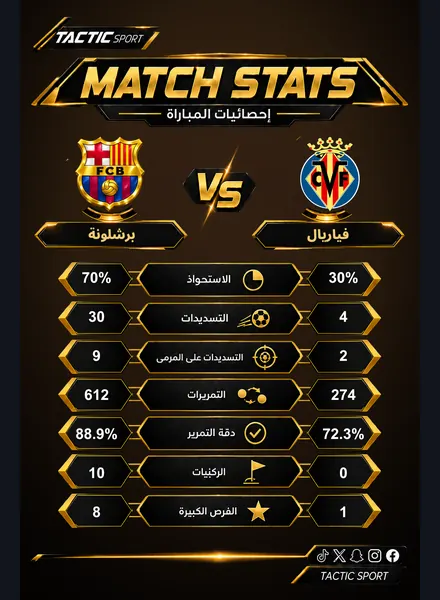 TACTIC SPORT
MATCH STATS
إحصائيات المباراة
FCB
VS
CVF
برشلونة
فياريال
70% الاستحواذ 30%
30 التسديدات 4
9 التسديدات على المرمى 2
612 التمريرات 274
88.9% دقة التمرير 72.3%
10 الركنيات 0
8 الفرص الكبيرة 1
TACTIC SPORT